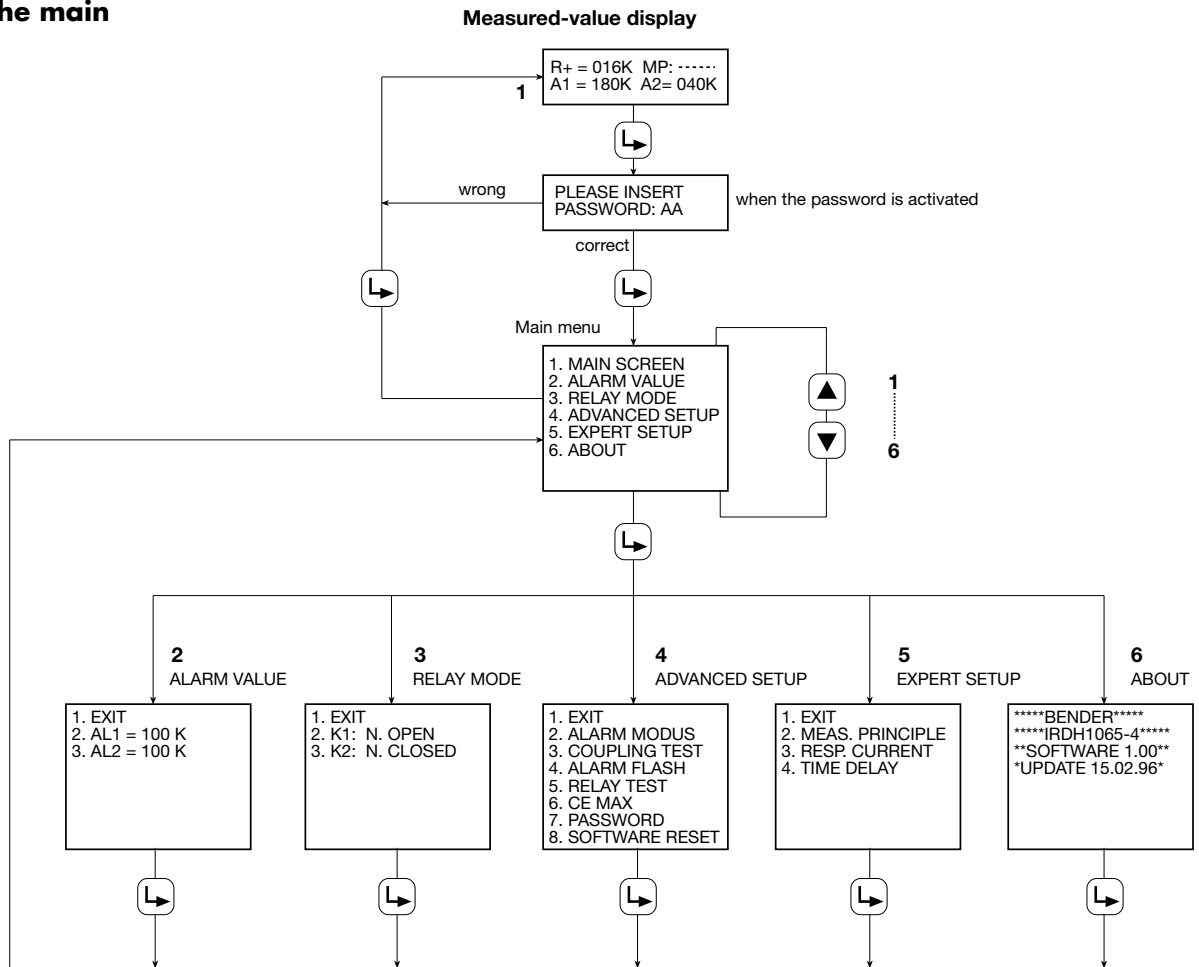 he main
Measured-value display
R+ = 016K MP: ------
A1 = 180K A2= 040K
1
wrong
PLEASE INSERT
PASSWORD: AA
when the password is activated
correct
Main menu
1. MAIN SCREEN
2. ALARM VALUE
3. RELAY MODE
4. ADVANCED SETUP
5. EXPERT SETUP
6. ABOUT
1
6
2
ALARM VALUE
3
RELAY MODE
4
ADVANCED SETUP
5
EXPERT SETUP
6
ABOUT
1. EXIT
2. AL1 = 100 K
3. AL2 = 100 K
1. EXIT
2. K1: N. OPEN
3. K2: N. CLOSED
1. EXIT
2. ALARM MODUS
3. COUPLING TEST
4. ALARM FLASH
5. RELAY TEST
6. CE MAX
7. PASSWORD
8. SOFTWARE RESET
1. EXIT
2. MEAS. PRINCIPLE
3. RESP. CURRENT
4. TIME DELAY
*****BENDER*****
*****IRDH1065-4*****
**SOFTWARE 1.00**
*UPDATE 15.02.96*